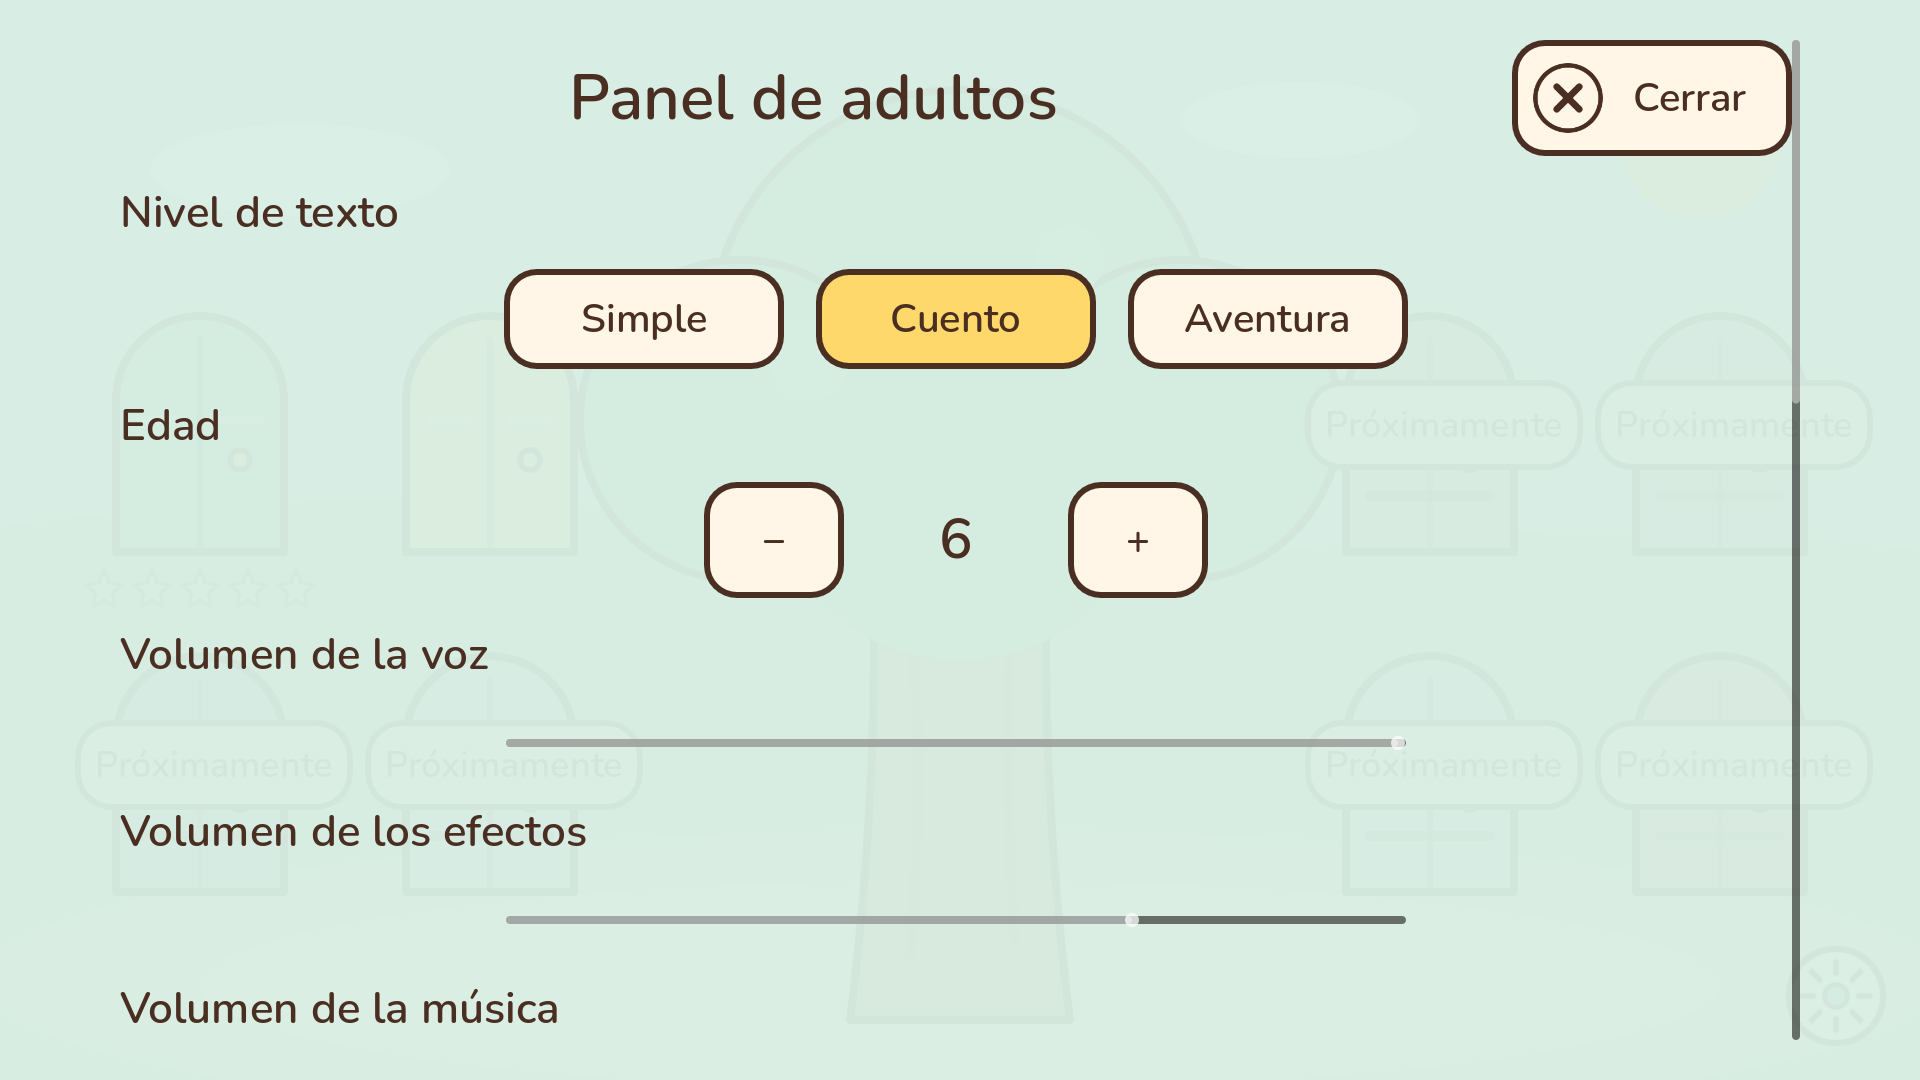 Panel de adultos
Cerrar
Nivel de texto
Simple
Cuento
Aventura
Edad
Próximamente
Próximamente
−
6
+
Volumen de la voz
Próximamente
Próximamente
Próximamente
Próximamente
Volumen de los efectos
Volumen de la música